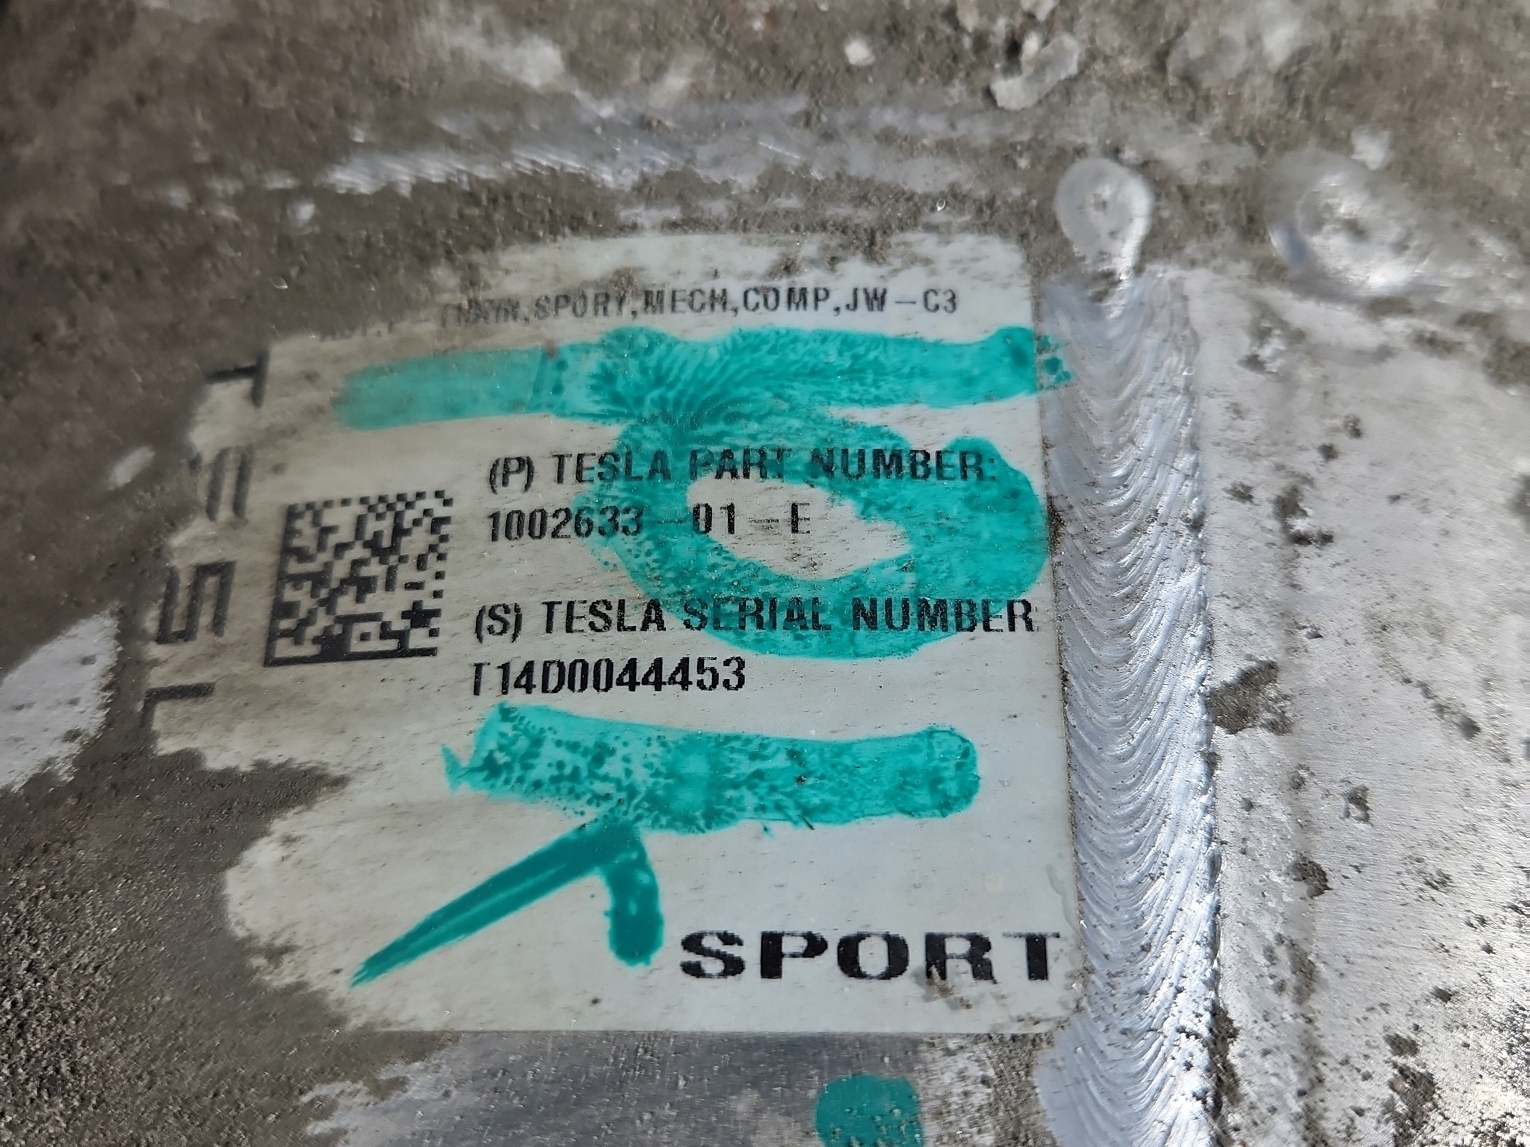 SPORT,MECH,COMP,JW-C3
(P) TESLA PART NUMBER:
1002633-01-E
(S) TESLA SERIAL NUMBER
T14D0044453
SPORT